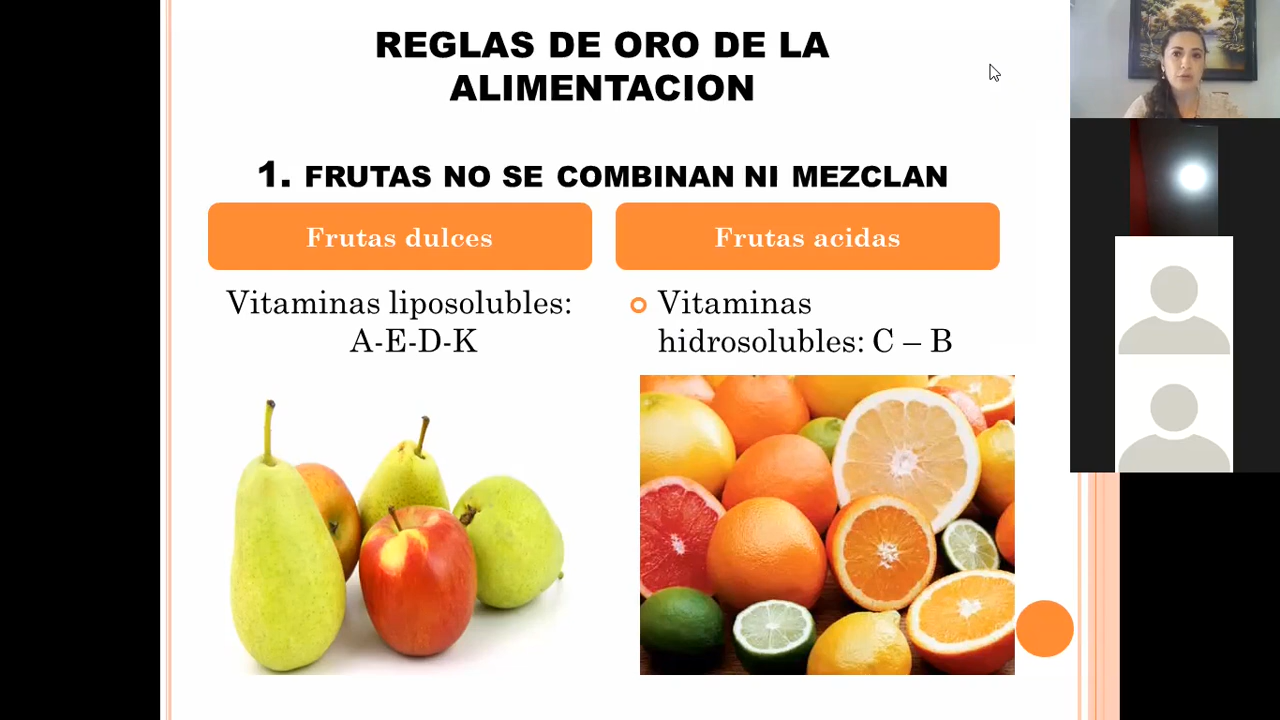 REGLAS DE ORO DE LA
ALIMENTACION
1. FRUTAS NO SE COMBINAN NI MEZCLAN
Frutas dulces
Frutas acidas
Vitaminas liposolubles:
A-E-D-K
Vitaminas
hidrosolubles: C – B